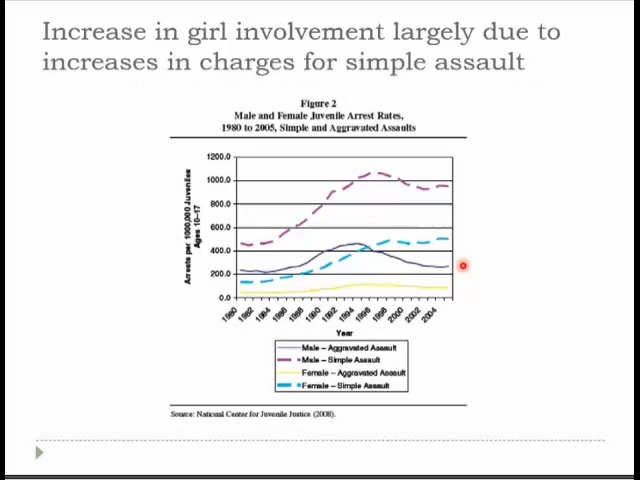 Increase in girl involvement largely due to
increases in charges for simple assault
Figure 2
Male and Female Juvenile Arrest Rates,
1980 to 2005, Simple and Aggravated Assaults
1200.0
1000.0
800.0
600.0
400.0
200.0
0.0
Arrests per 1000,000 Juveniles
Ages 10–17
1980 1982 1984 1986 1988 1990 1992 1994 1996 1998 2000 2002 2004
Year
Male – Aggravated Assault
Male – Simple Assault
Female – Aggravated Assault
Female – Simple Assault
Source: National Center for Juvenile Justice (2008).